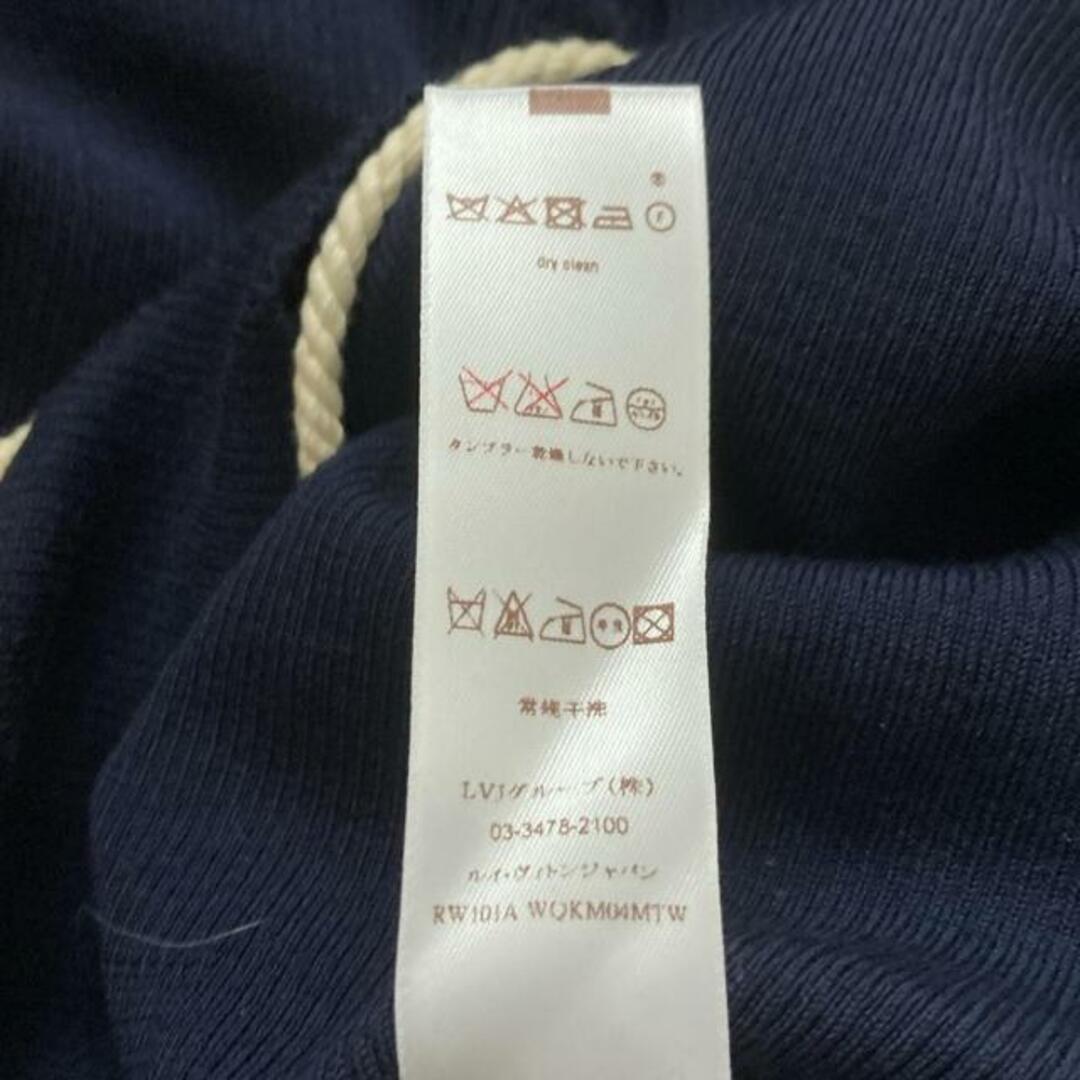 dry clean
タンブラー乾燥しないで下さい。
常规干洗
LVJグループ(株)
03-3478-2100
ルイ・ヴィトンジャパン
RW101A WQKM04MTW